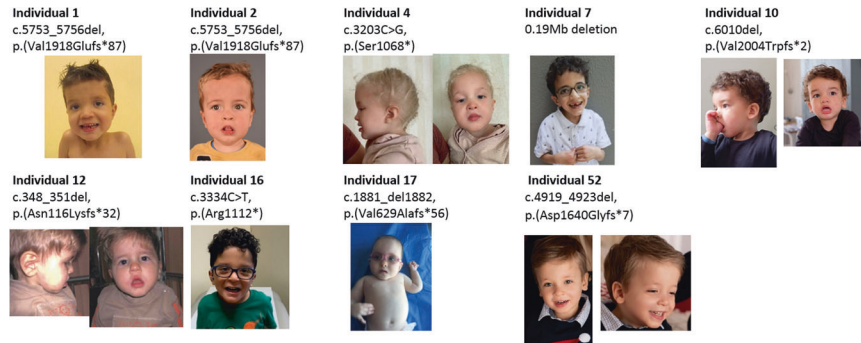 Individual 1
c.5753_5756del,
p.(Val1918Glufs*87)
Individual 2
c.5753_5756del,
p.(Val1918Glufs*87)
Individual 4
c.3203C>G,
p.(Ser1068*)
Individual 7
0.19Mb deletion
Individual 10
c.6010del,
p.(Val2004Trpfs*2)
Individual 12
c.348_351del,
p.(Asn116Lysfs*32)
Individual 16
c.3334C>T,
p.(Arg1112*)
Individual 17
c.1881_del1882,
p.(Val629Alafs*56)
Individual 52
c.4919_4923del,
p.(Asp1640Glyfs*7)